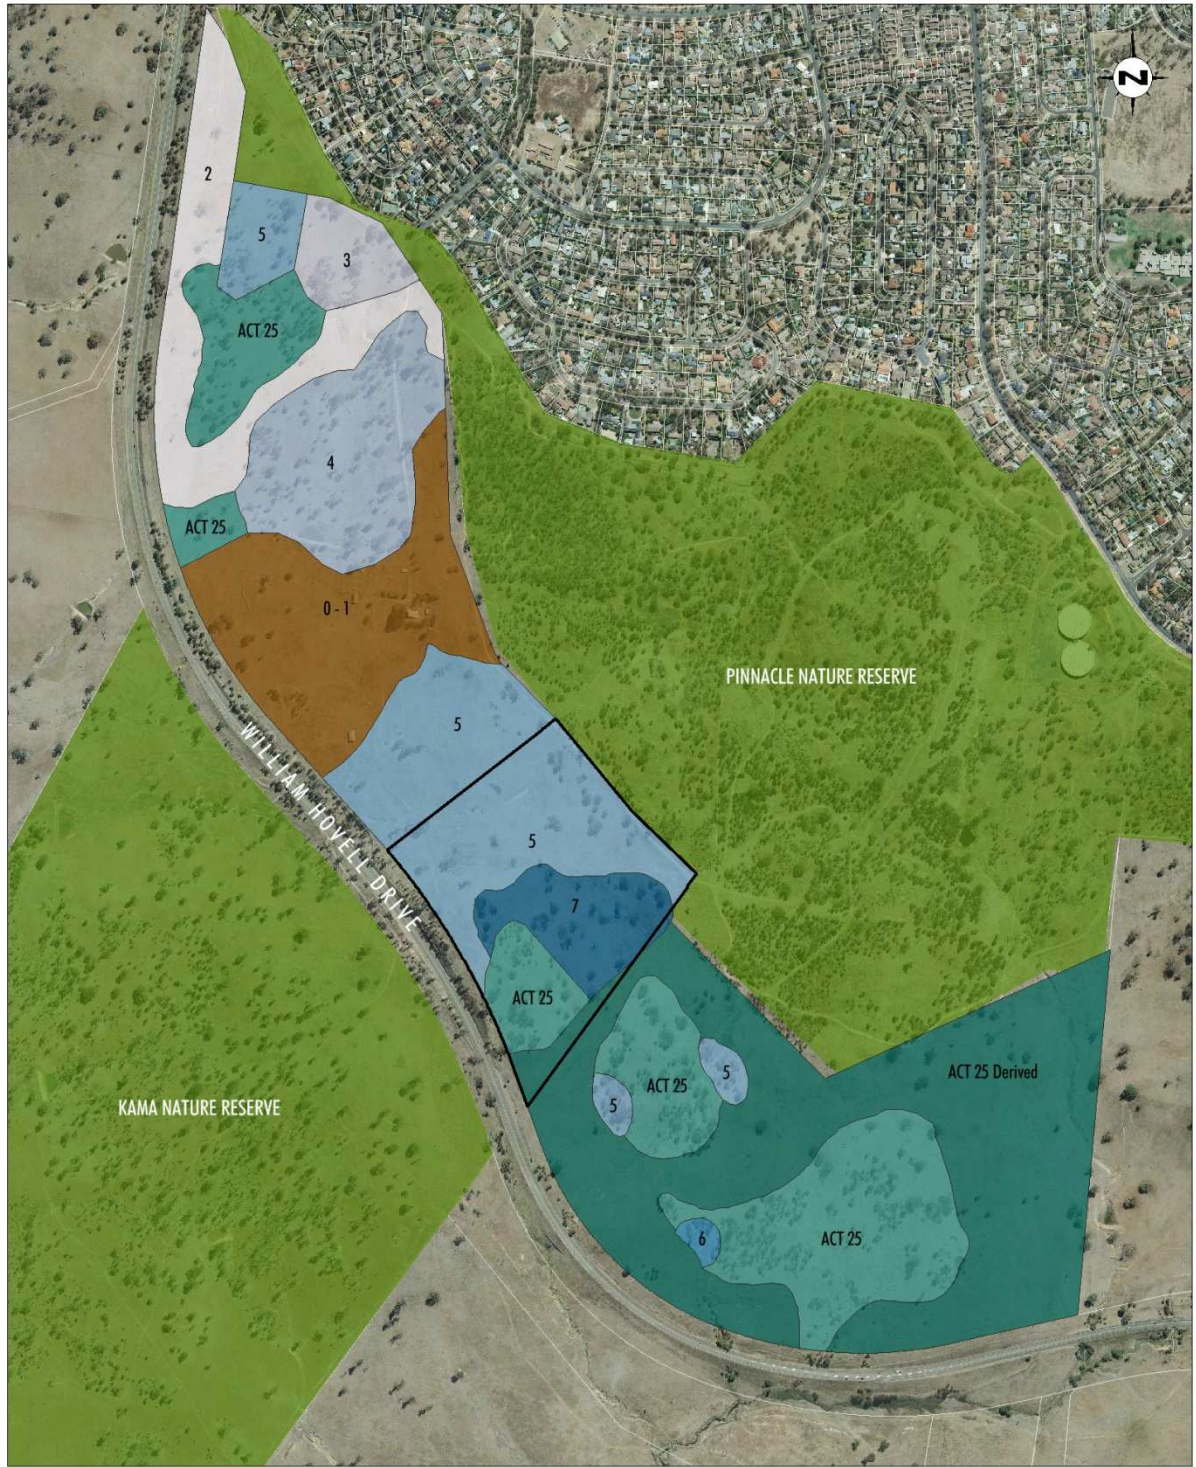 N
2
5
3
ACT 25
4
ACT 25
0 - 1
PINNACLE NATURE RESERVE
5
WILLIAM HOVELL DRIVE
5
7
ACT 25
5
ACT 25
ACT 25 Derived
5
KAMA NATURE RESERVE
6
ACT 25